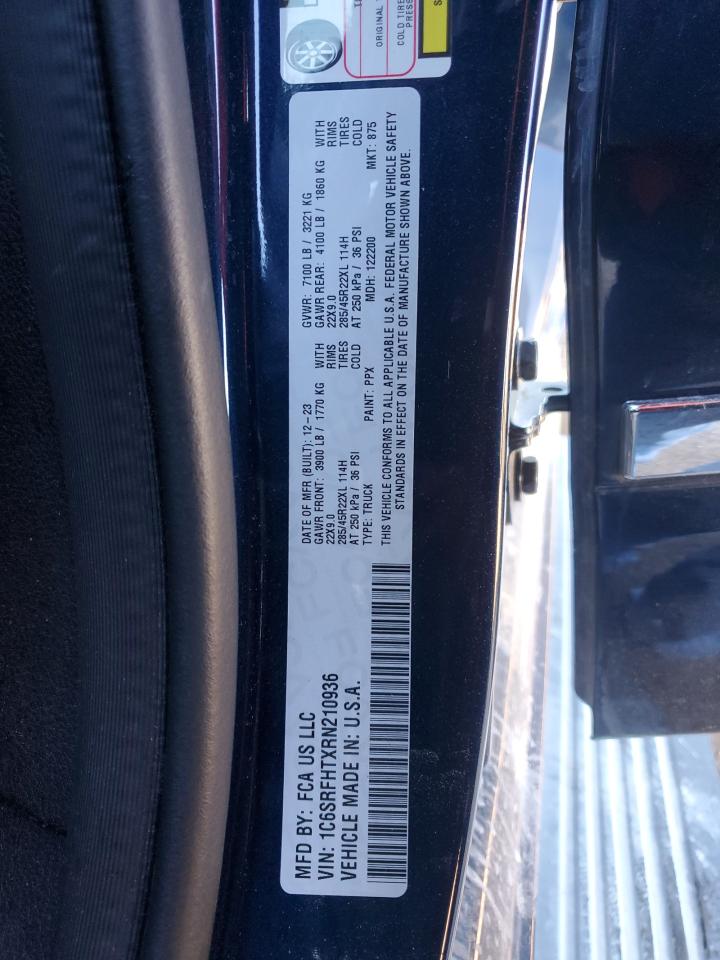 MFD BY: FCA US LLC
VIN: 1C6SRFHTXRN210936
VEHICLE MADE IN: U.S.A.
DATE OF MFR (BUILT): 12-23 GVWR: 7100 LB / 3221 KG
GAWR FRONT: 3900 LB / 1770 KG WITH GAWR REAR: 4100 LB / 1860 KG WITH
22X9.0 RIMS 22X9.0 RIMS
285/45R22XL 114H TIRES 285/45R22XL 114H TIRES
AT 250 kPa / 36 PSI COLD AT 250 kPa / 36 PSI COLD
TYPE: TRUCK PAINT: PPX MDH: 122200 MKT: 875
THIS VEHICLE CONFORMS TO ALL APPLICABLE U.S.A. FEDERAL MOTOR VEHICLE SAFETY
STANDARDS IN EFFECT ON THE DATE OF MANUFACTURE SHOWN ABOVE.
ORIGINAL
COLD TIRE
PRESS